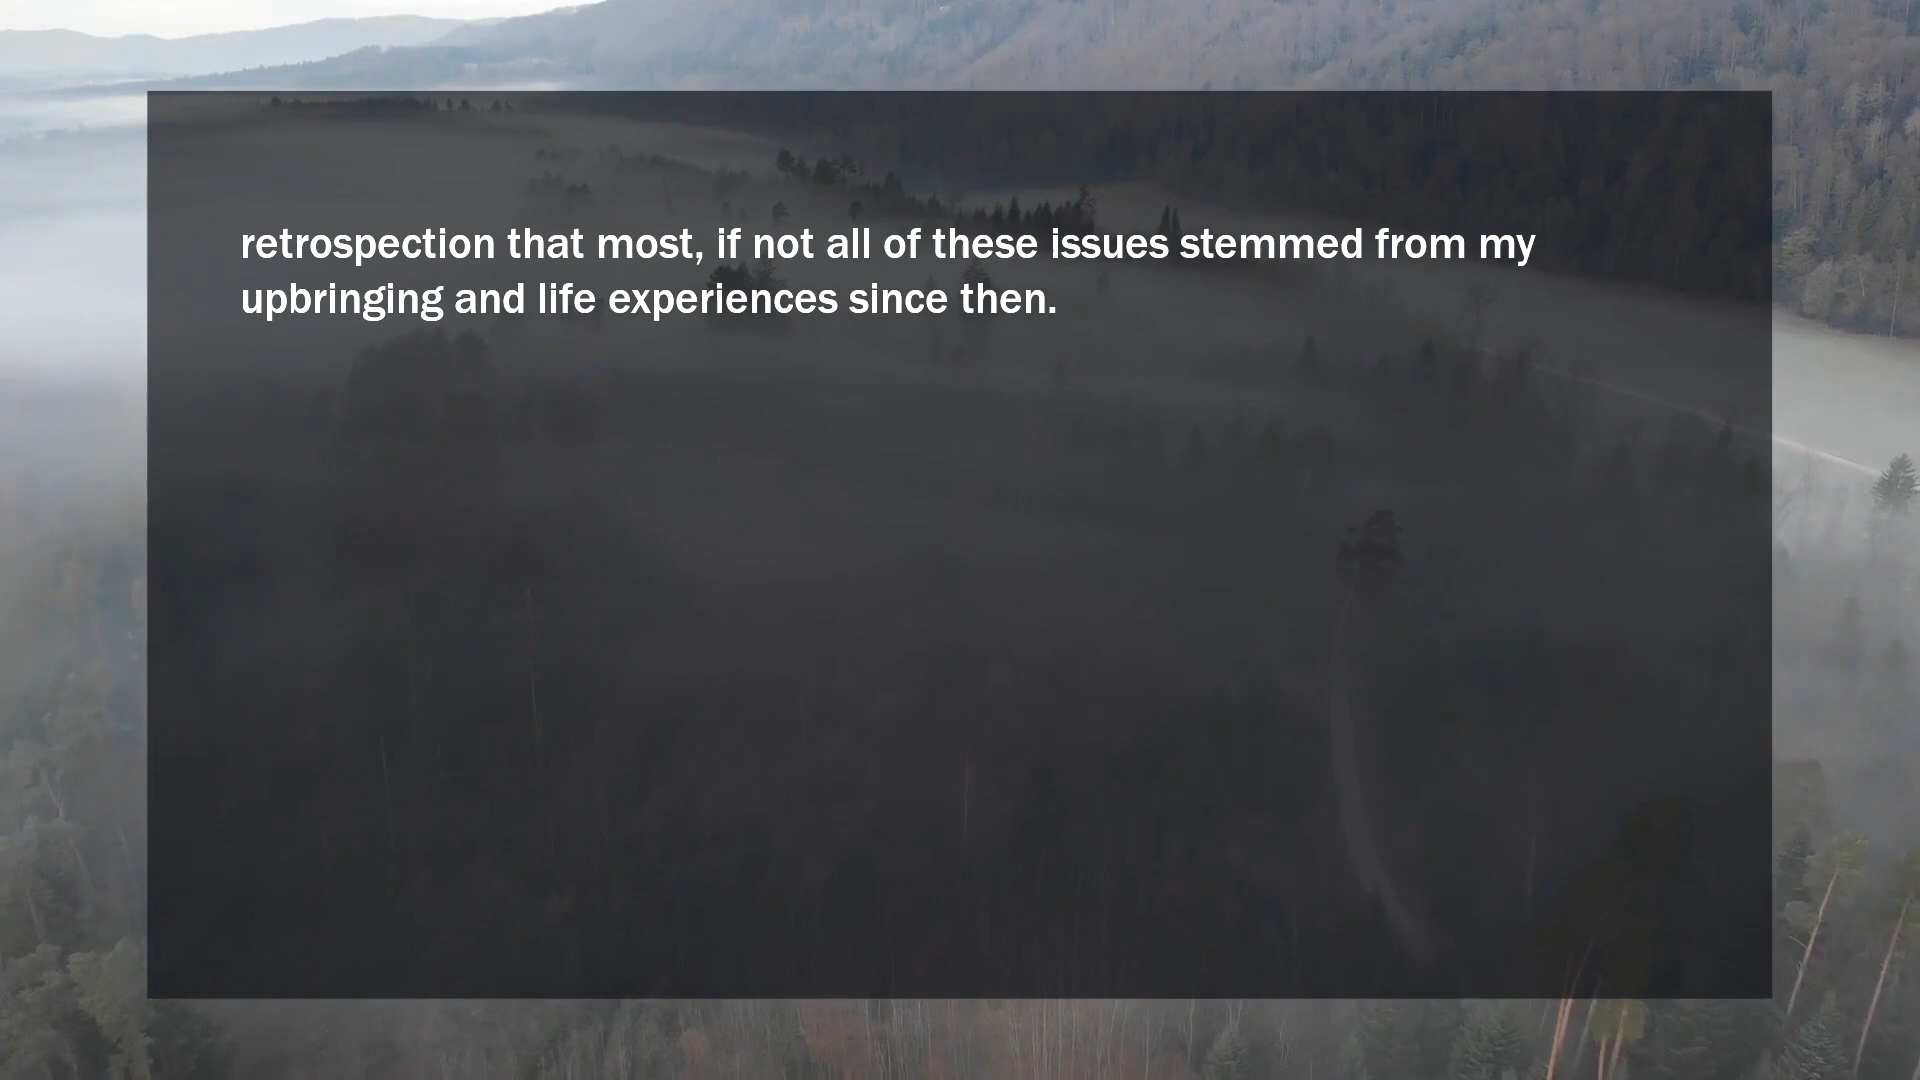 retrospection that most, if not all of these issues stemmed from my
upbringing and life experiences since then.